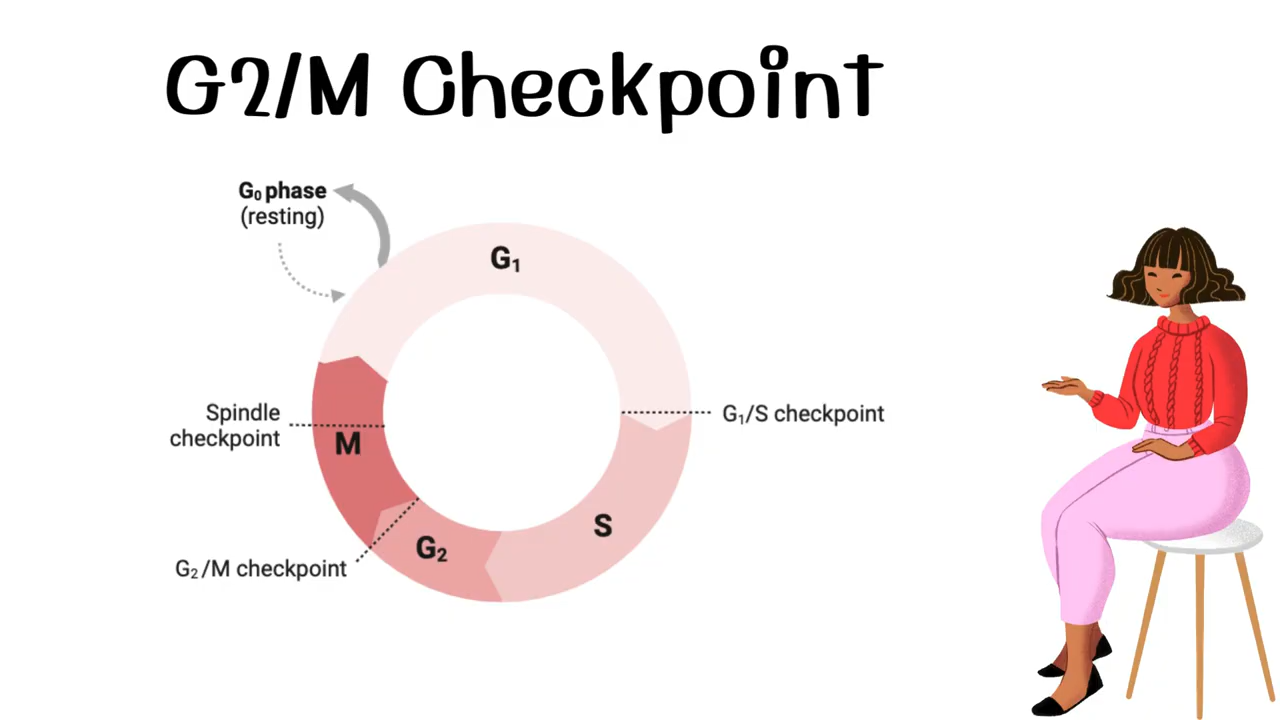 G2/M Checkpoint
G₀ phase
(resting)
G₁
Spindle
checkpoint
G₁/S checkpoint
M
S
G₂
G₂/M checkpoint